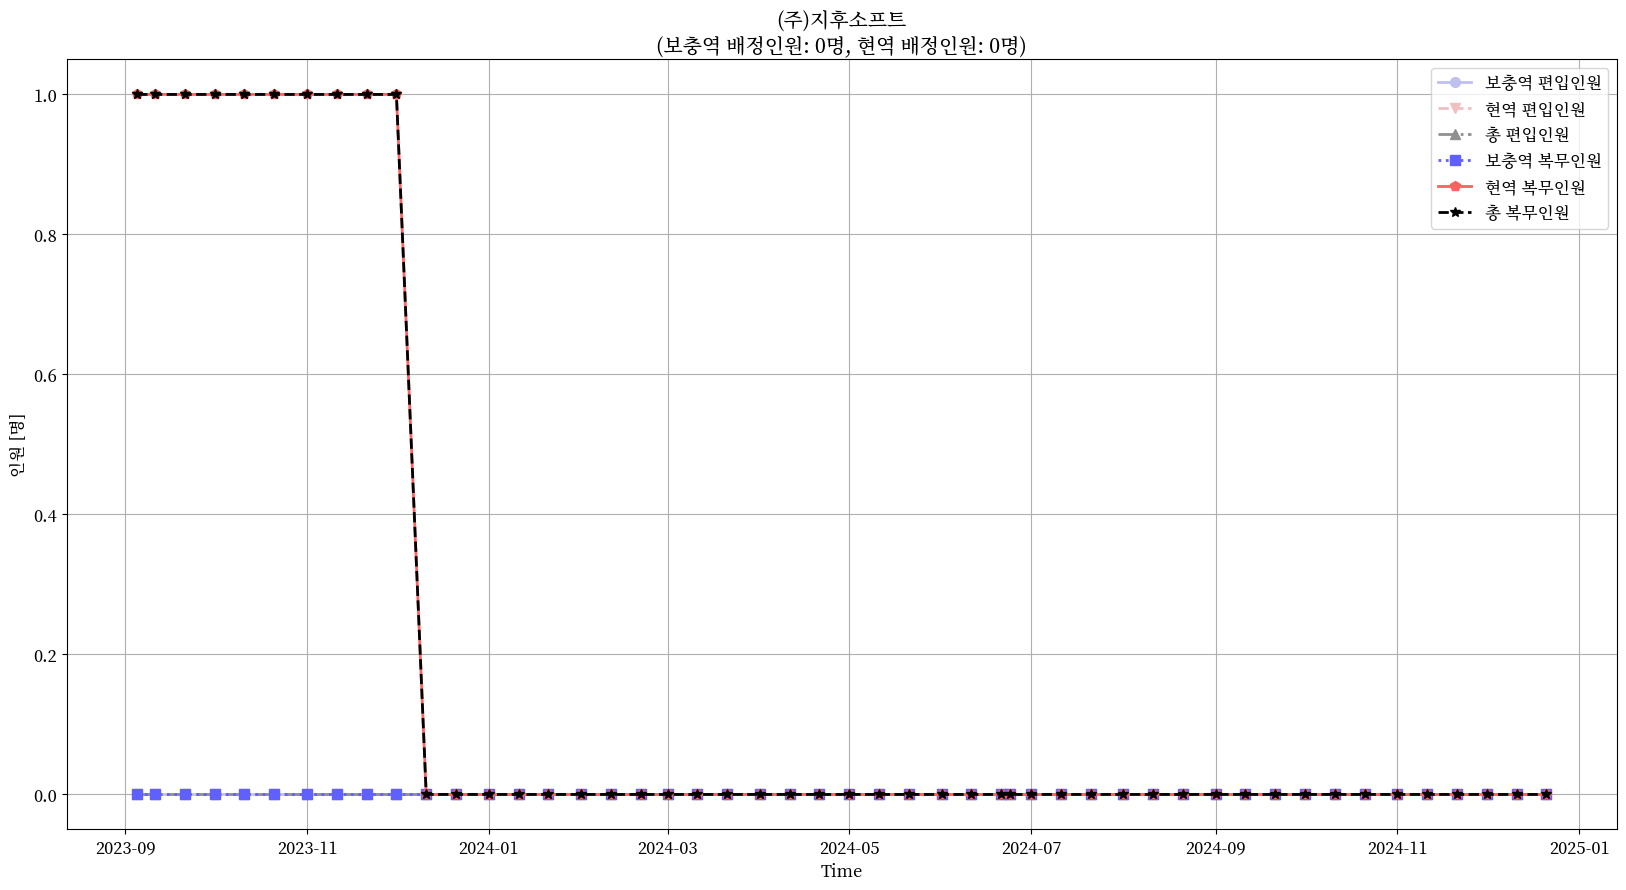 (주)지후소프트
(보충역 배정인원: 0명, 현역 배정인원: 0명)
보충역 편입인원
현역 편입인원
총 편입인원
보충역 복무인원
현역 복무인원
총 복무인원
인원 [명]
1.0
0.8
0.6
0.4
0.2
0.0
2023-09 2023-11 2024-01 2024-03 2024-05 2024-07 2024-09 2024-11 2025-01
Time